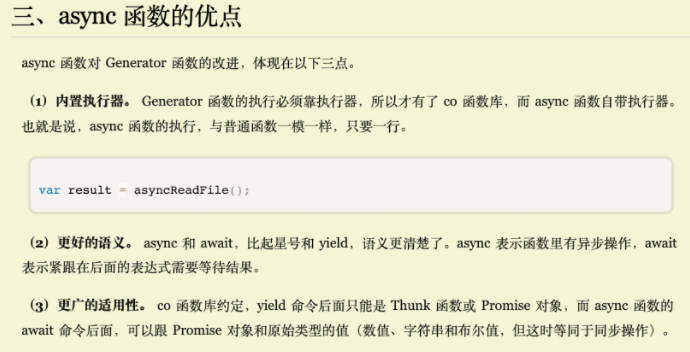 三、async 函数的优点
async 函数对 Generator 函数的改进，体现在以下三点。
（1）内置执行器。 Generator 函数的执行必须靠执行器，所以才有了 co 函数库，而 async 函数自带执行器。
也就是说，async 函数的执行，与普通函数一模一样，只要一行。
var result = asyncReadFile();
（2）更好的语义。 async 和 await，比起星号和 yield，语义更清楚了。async 表示函数里有异步操作，await
表示紧跟在后面的表达式需要等待结果。
（3）更广的适用性。 co 函数库约定，yield 命令后面只能是 Thunk 函数或 Promise 对象，而 async 函数的
await 命令后面，可以跟 Promise 对象和原始类型的值（数值、字符串和布尔值，但这时等同于同步操作）。